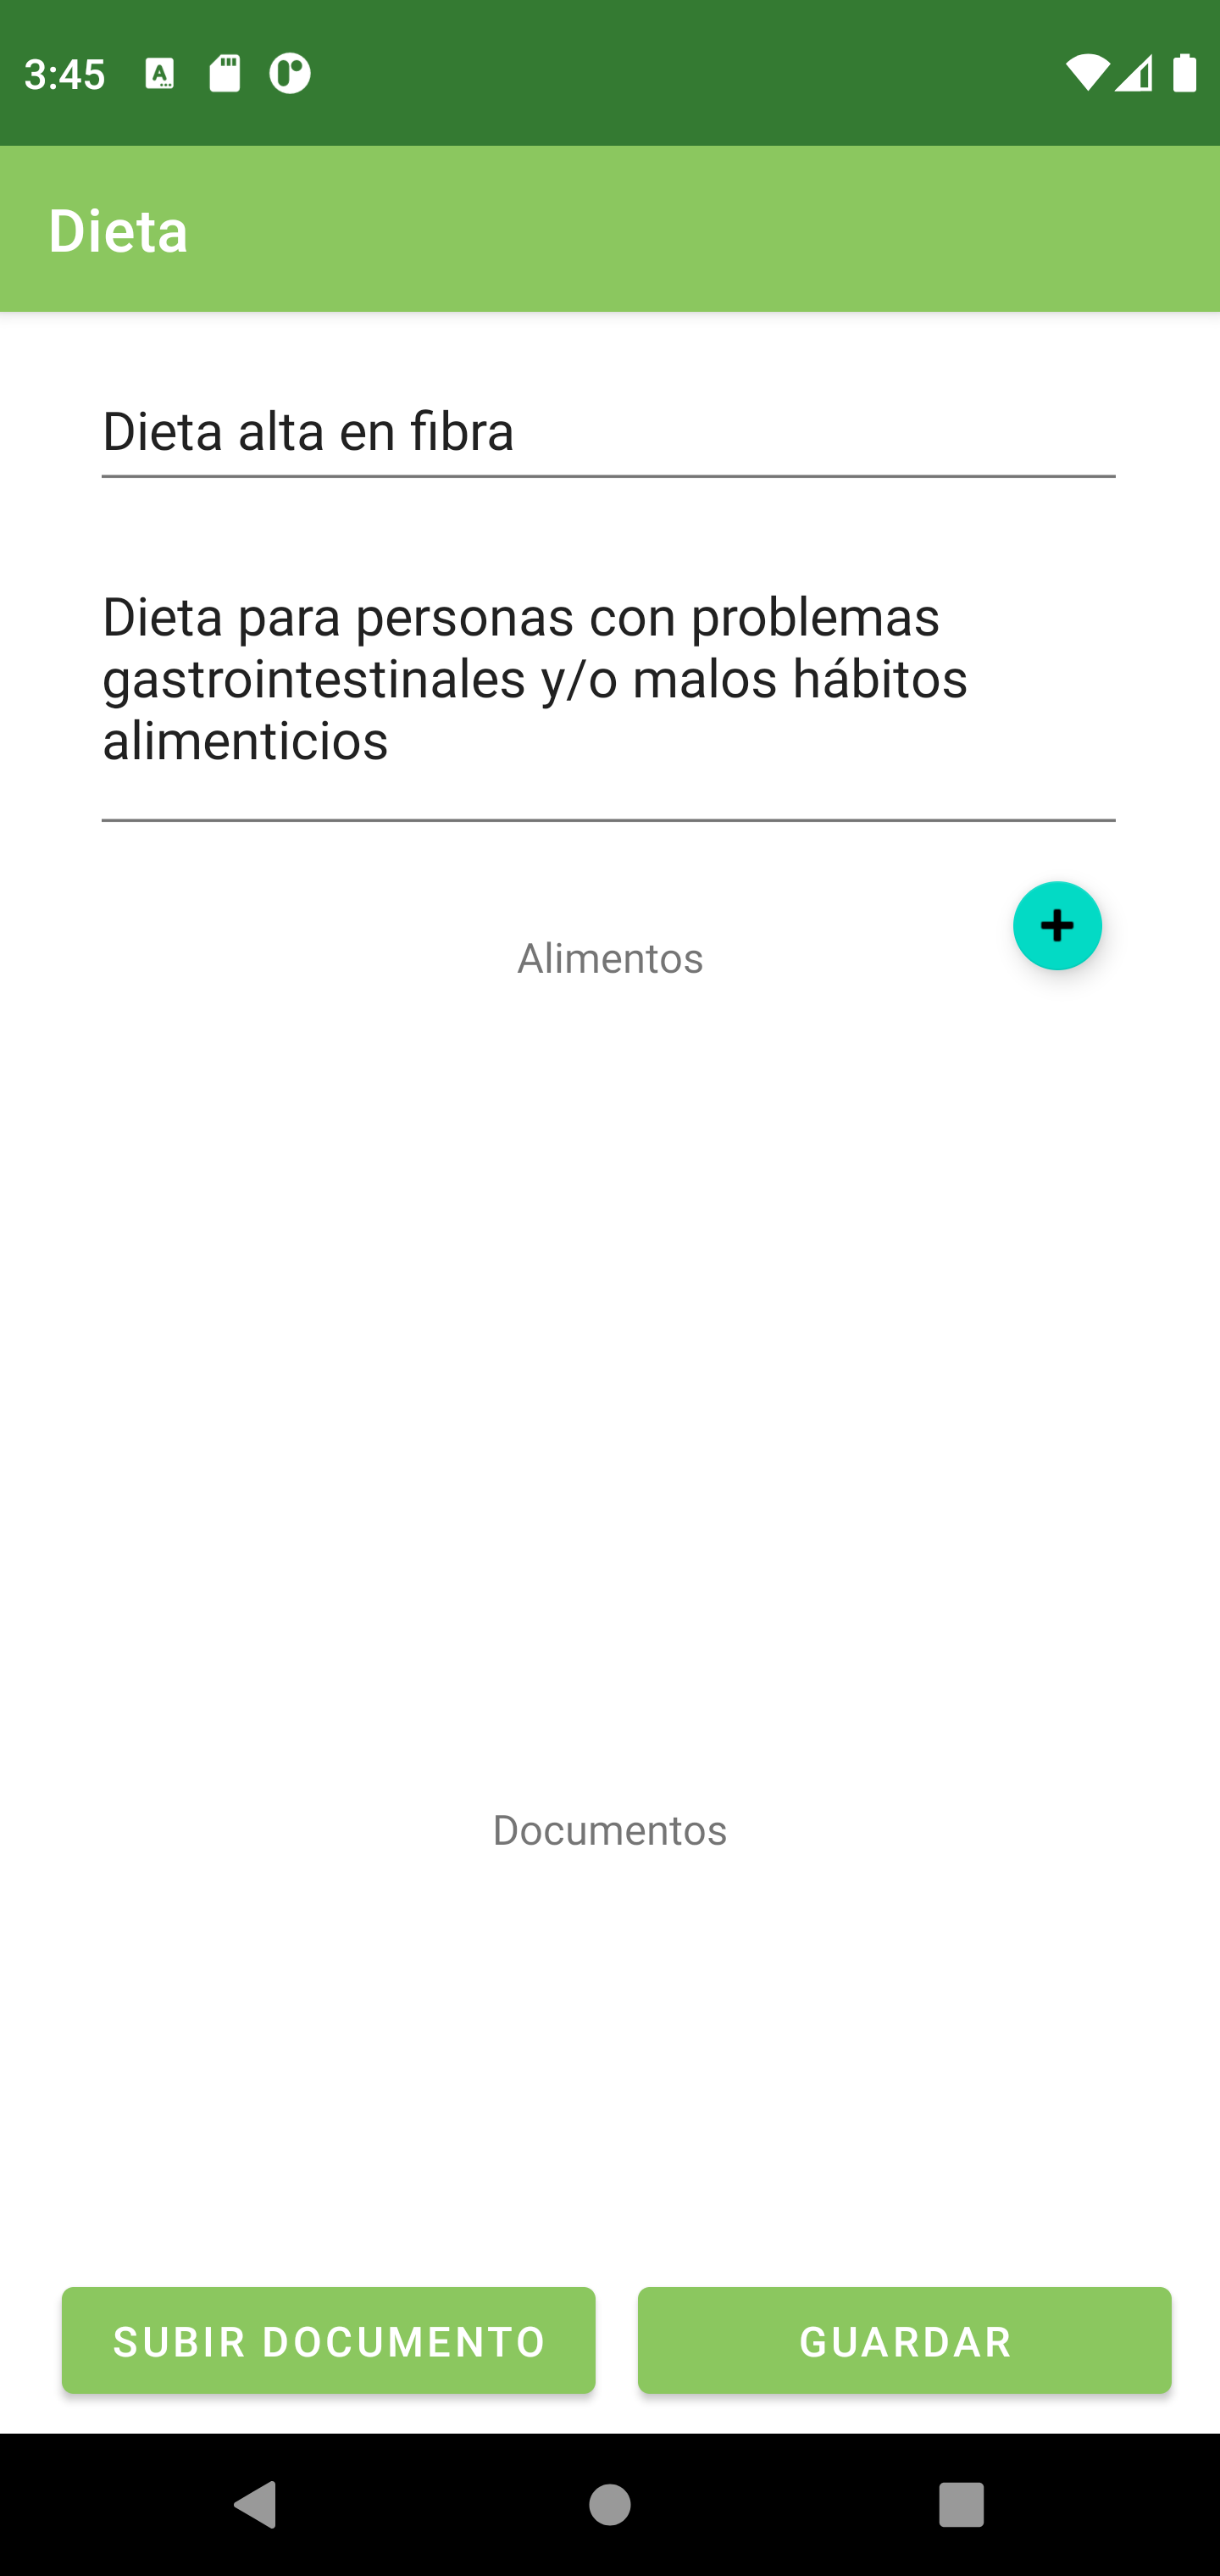 3:45
Dieta
Dieta alta en fibra
Dieta para personas con problemas
gastrointestinales y/o malos hábitos
alimenticios
Alimentos
Documentos
SUBIR DOCUMENTO
GUARDAR